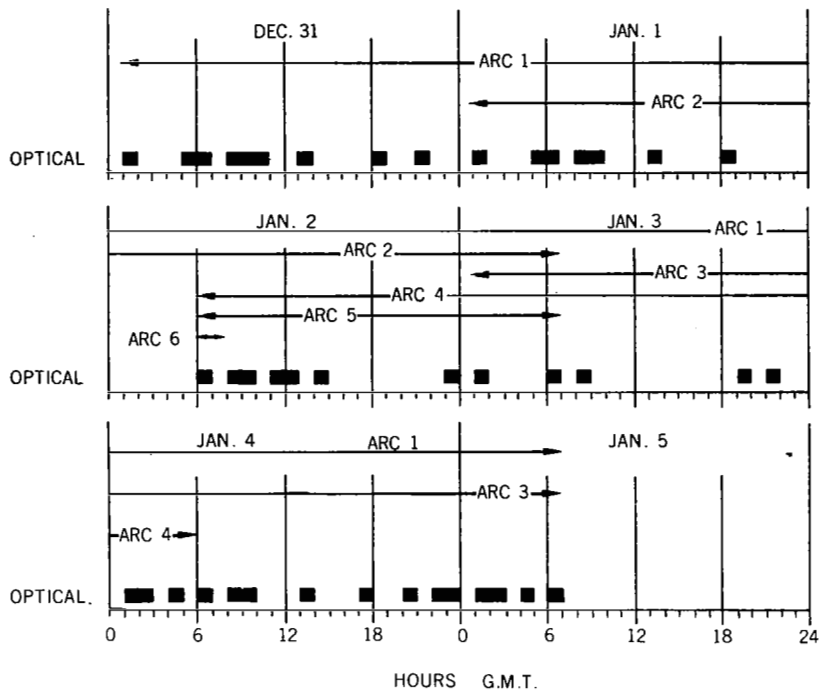 DEC. 31 JAN. 1
ARC 1
ARC 2
OPTICAL
JAN. 2 JAN. 3
ARC 1
ARC 2
ARC 3
ARC 4
ARC 5
ARC 6
OPTICAL
JAN. 4 ARC 1 JAN. 5
ARC 3
ARC 4
OPTICAL.
0 6 12 18 0 6 12 18 24
HOURS G.M.T.